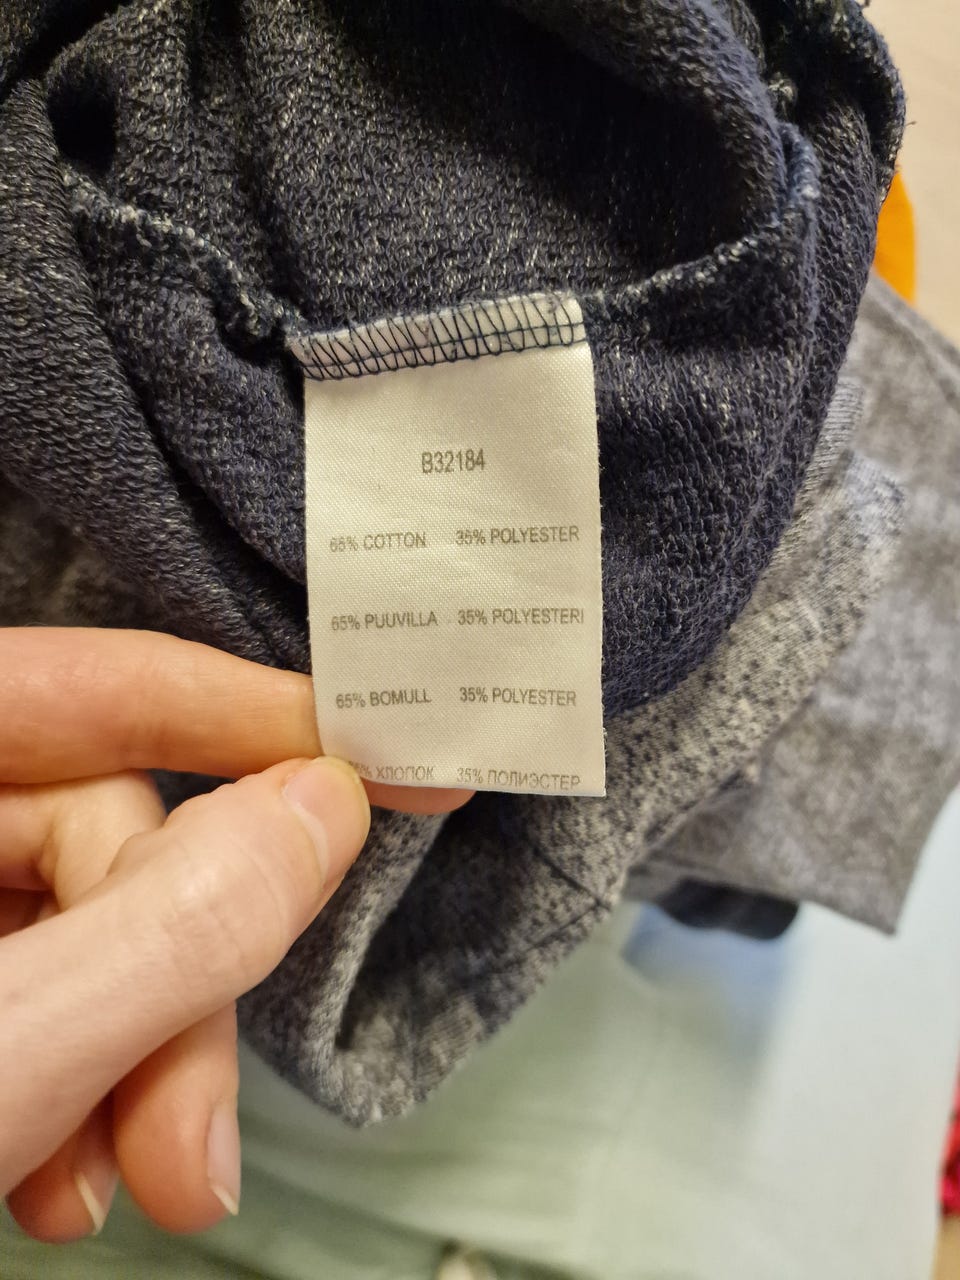 B32184
65% COTTON 35% POLYESTER
65% PUUVILLA 35% POLYESTERI
65% BOMULL 35% POLYESTER
% ХЛОПОК 35% ПОЛИЭСТЕР